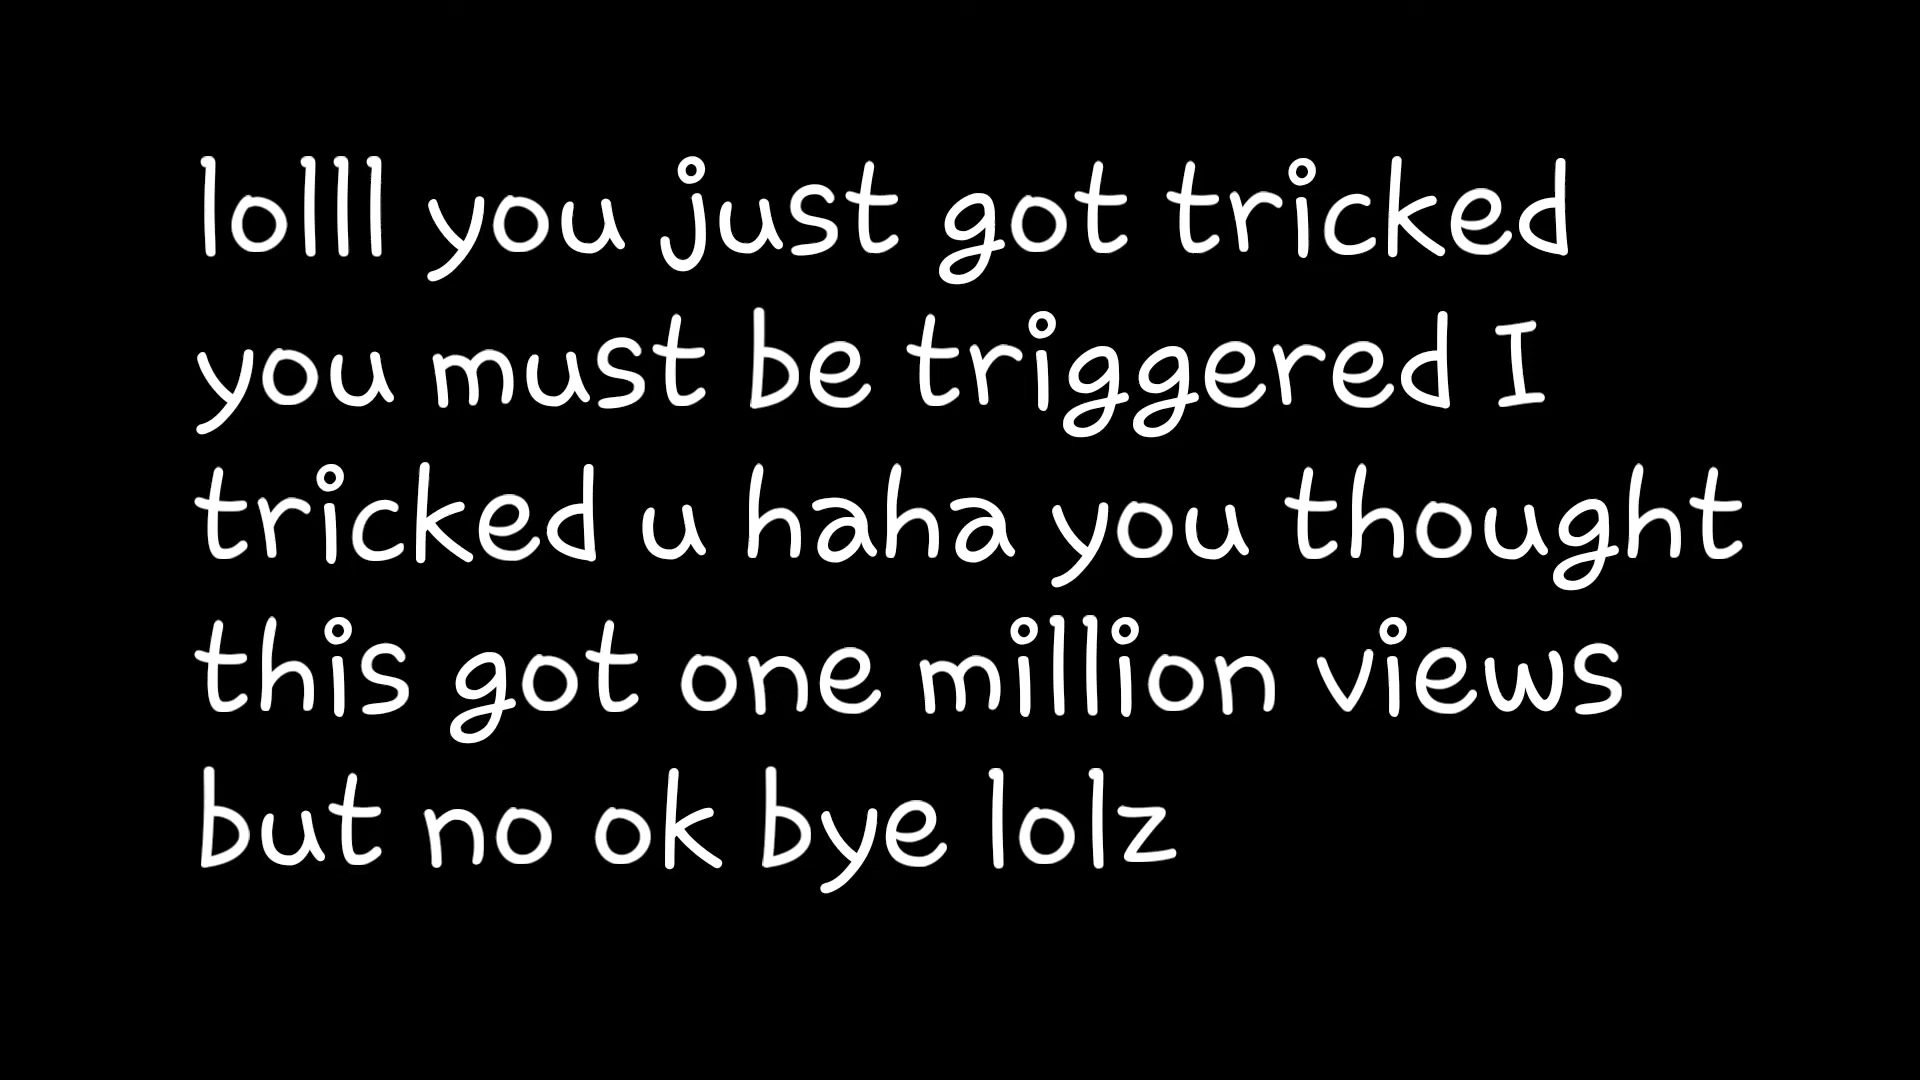 lolll you just got tricked
you must be triggered I
tricked u haha you thought
this got one million views
but no ok bye lolz